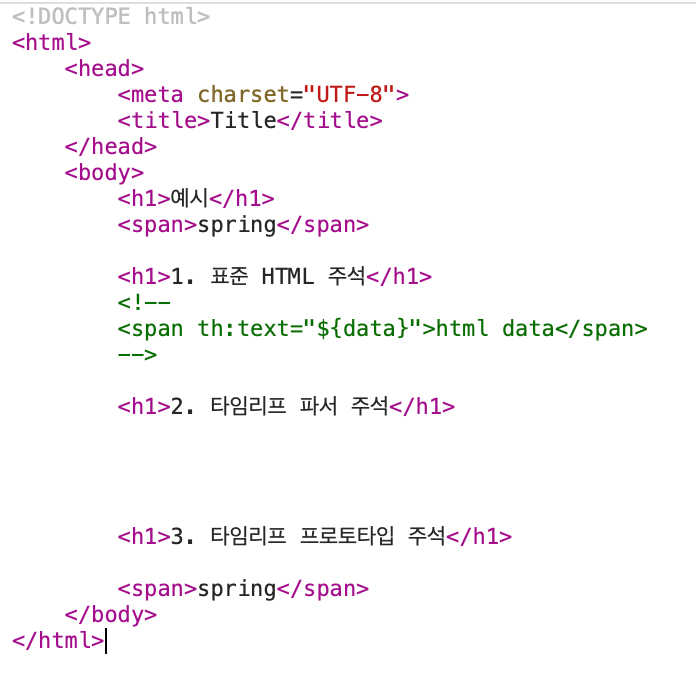 <!DOCTYPE html>
<html>
    <head>
        <meta charset="UTF-8">
        <title>Title</title>
    </head>
    <body>
        <h1>예시</h1>
        <span>spring</span>

        <h1>1. 표준 HTML 주석</h1>
        <!--
        <span th:text="${data}">html data</span>
        -->

        <h1>2. 타임리프 파서 주석</h1>

        <h1>3. 타임리프 프로토타입 주석</h1>

        <span>spring</span>
    </body>
</html>